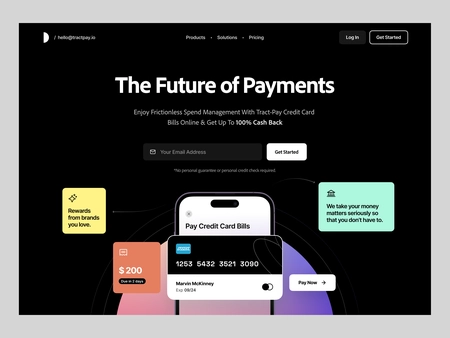 / hello@tractpay.io
Products • Solutions • Pricing
Log In
Get Started
The Future of Payments
Enjoy Frictionless Spend Management With Tract-Pay Credit Card
Bills Online & Get Up To 100% Cash Back
Your Email Address
Get Started
*No personal guarantee or personal credit check required.
Rewards
from brands
you love.
We take your money
matters seriously so
that you don't have to.
Pay Credit Card Bills
$ 200
Due in 3 days
1253 5432 3521 3090
Marvin McKinney
Exp 09/24
Pay Now